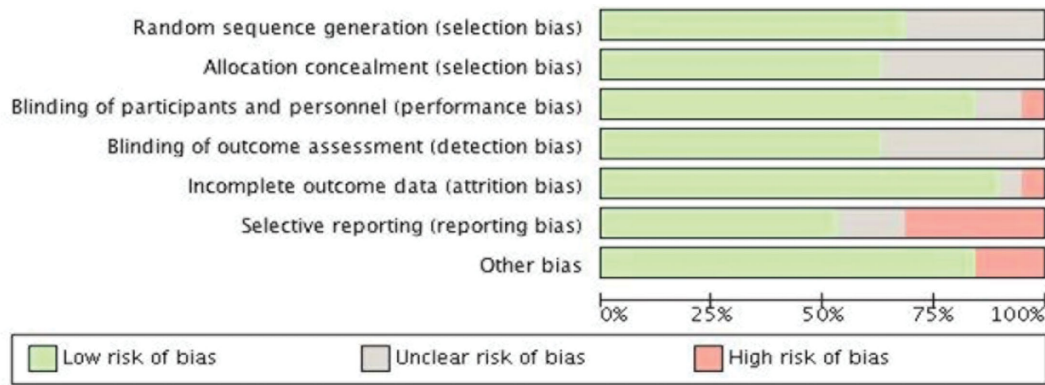 Random sequence generation (selection bias)
Allocation concealment (selection bias)
Blinding of participants and personnel (performance bias)
Blinding of outcome assessment (detection bias)
Incomplete outcome data (attrition bias)
Selective reporting (reporting bias)
Other bias
0% 25% 50% 75% 100%
Low risk of bias Unclear risk of bias High risk of bias